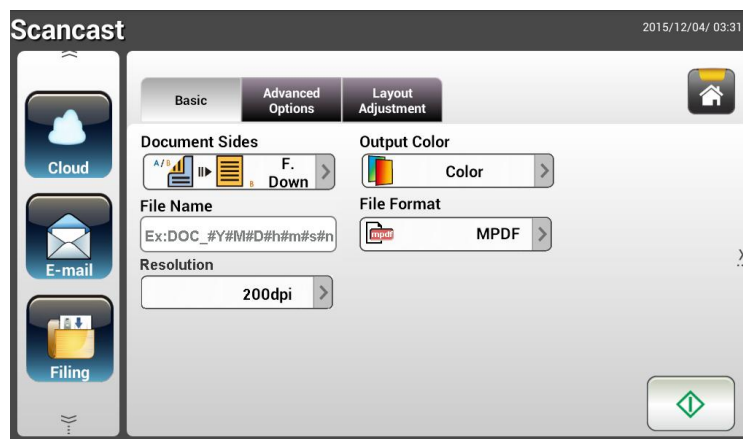 Scancast
2015/12/04/ 03:31
Cloud
E-mail
Filing
Basic
Advanced
Options
Layout
Adjustment
Document Sides
A/B
B
F.
Down
Output Color
Color
File Name
Ex:DOC_#Y#M#D#h#m#s#n
File Format
mpdf
MPDF
Resolution
200dpi